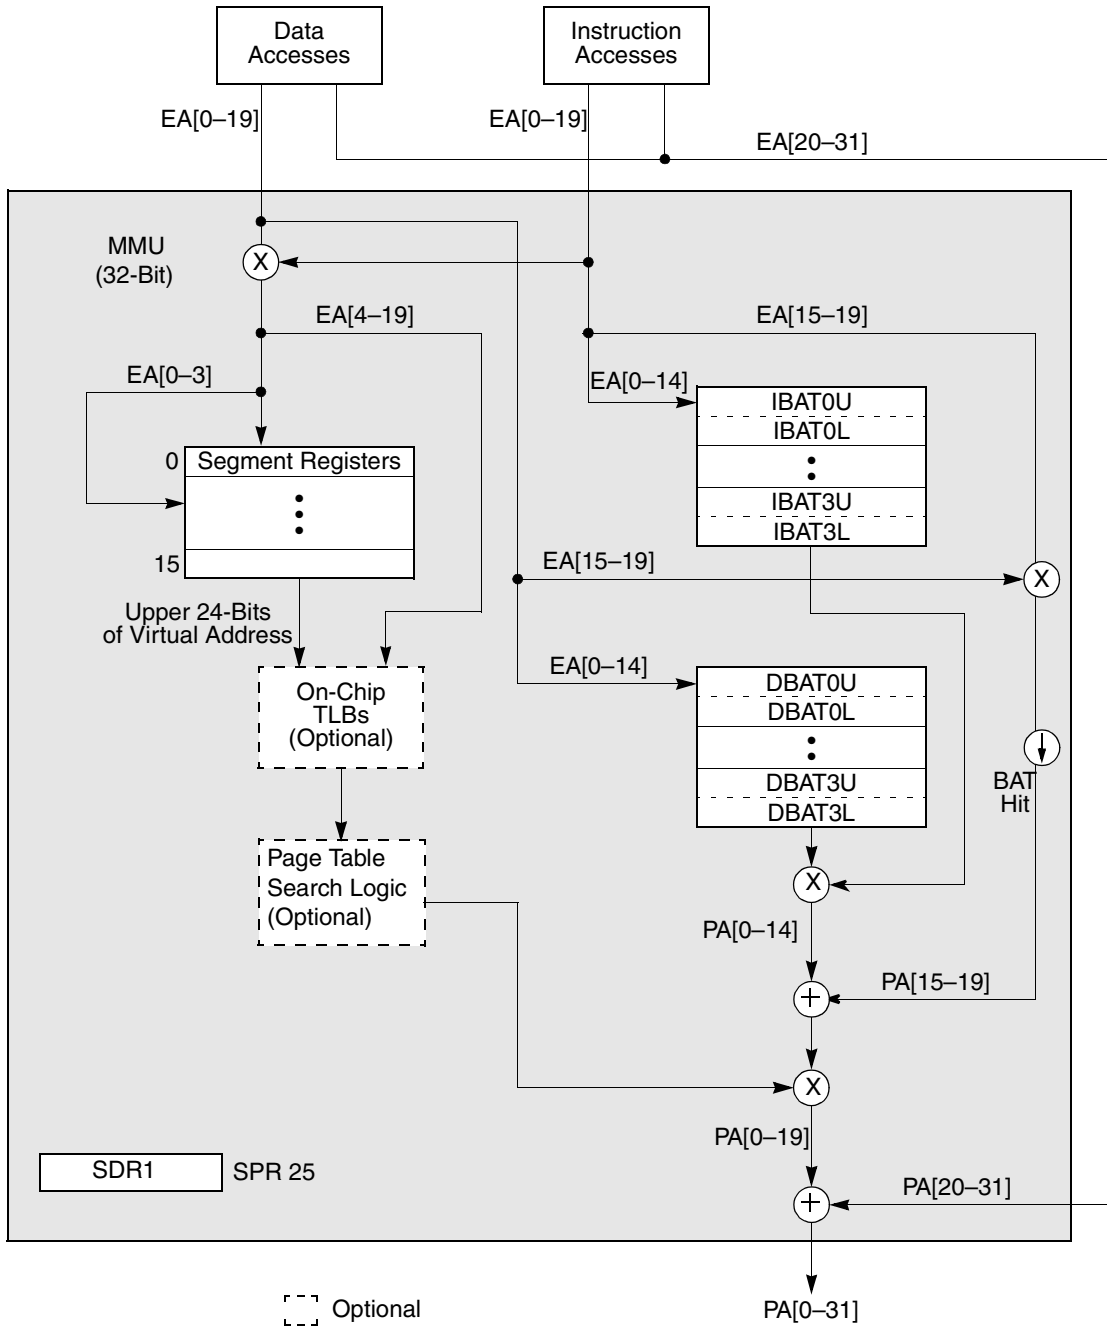 Data
Accesses
Instruction
Accesses
EA[0–19]
EA[0–19]
EA[20–31]
MMU
(32-Bit)
X
EA[4–19]
EA[15–19]
EA[0–3]
EA[0–14]
IBAT0U
IBAT0L
IBAT3U
IBAT3L
0
Segment Registers
15
EA[15–19]
X
Upper 24-Bits
of Virtual Address
EA[0–14]
On-Chip
TLBs
(Optional)
DBAT0U
DBAT0L
DBAT3U
DBAT3L
BAT
Hit
Page Table
Search Logic
(Optional)
X
PA[0–14]
PA[15–19]
+
X
PA[0–19]
SDR1
SPR 25
PA[20–31]
+
Optional
PA[0–31]